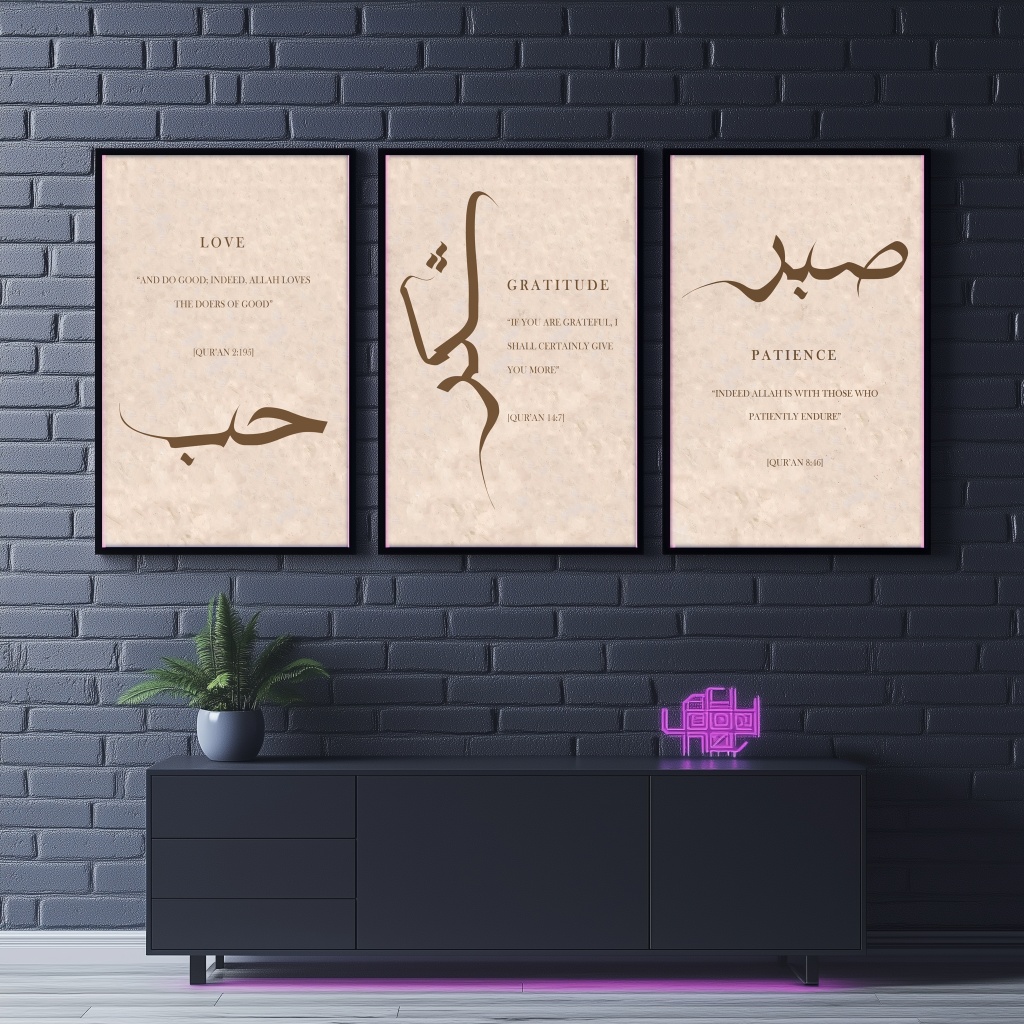 LOVE
“AND DO GOOD; INDEED, ALLAH LOVES
THE DOERS OF GOOD”
[QUR'AN 2:195]
حب
شكر
GRATITUDE
“IF YOU ARE GRATEFUL, I
SHALL CERTAINLY GIVE
YOU MORE”
[QUR'AN 14:7]
صبر
PATIENCE
“INDEED ALLAH IS WITH THOSE WHO
PATIENTLY ENDURE”
[QUR'AN 8:46]